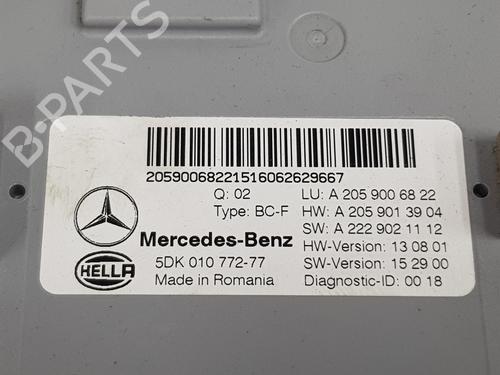 B-PARTS
20590068221516062629667
Q: 02 LU: A 205 900 68 22
Type: BC-F HW: A 205 901 39 04
SW: A 222 902 11 12
Mercedes-Benz HW-Version: 13 08 01
HELLA 5DK 010 772-77 SW-Version: 15 29 00
Made in Romania Diagnostic-ID: 00 18